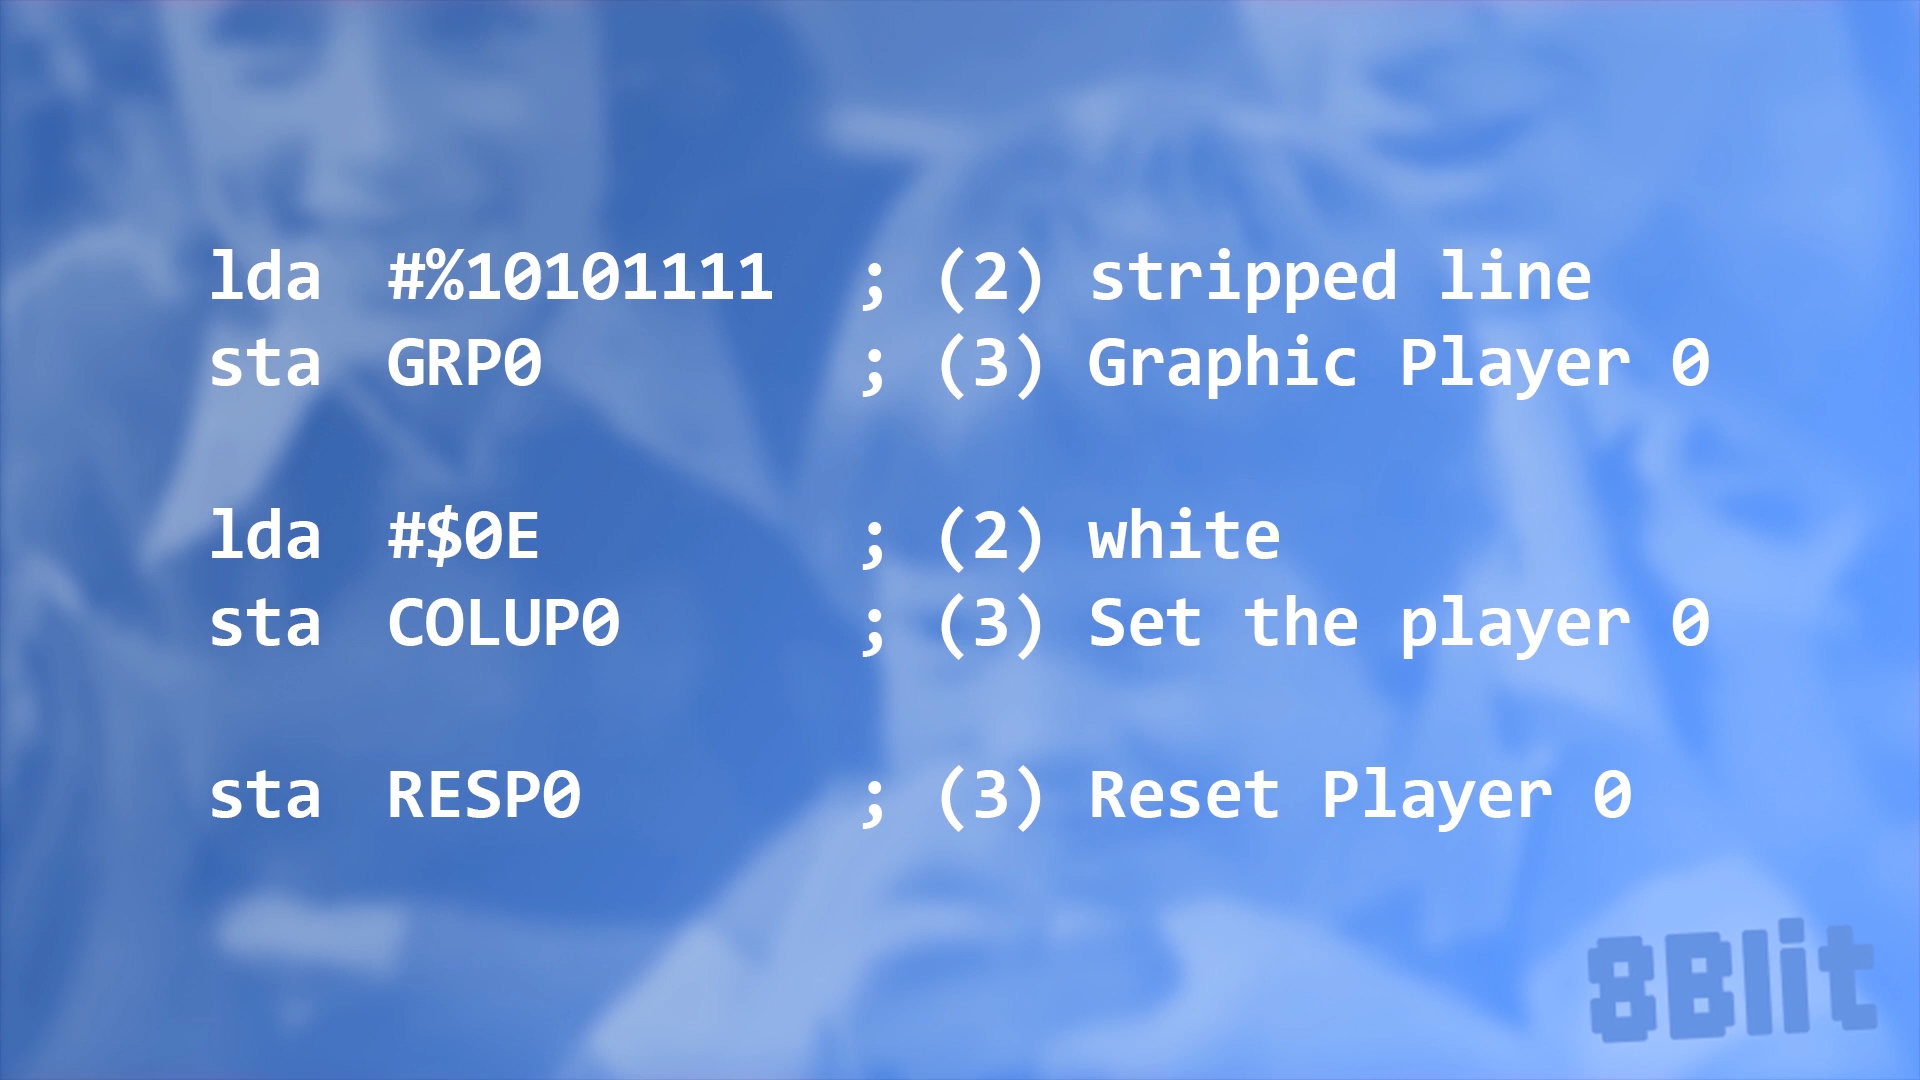 lda #%10101111 ; (2) stripped line
sta GRP0 ; (3) Graphic Player 0
lda #$0E ; (2) white
sta COLUP0 ; (3) Set the player 0
sta RESP0 ; (3) Reset Player 0
8Blit